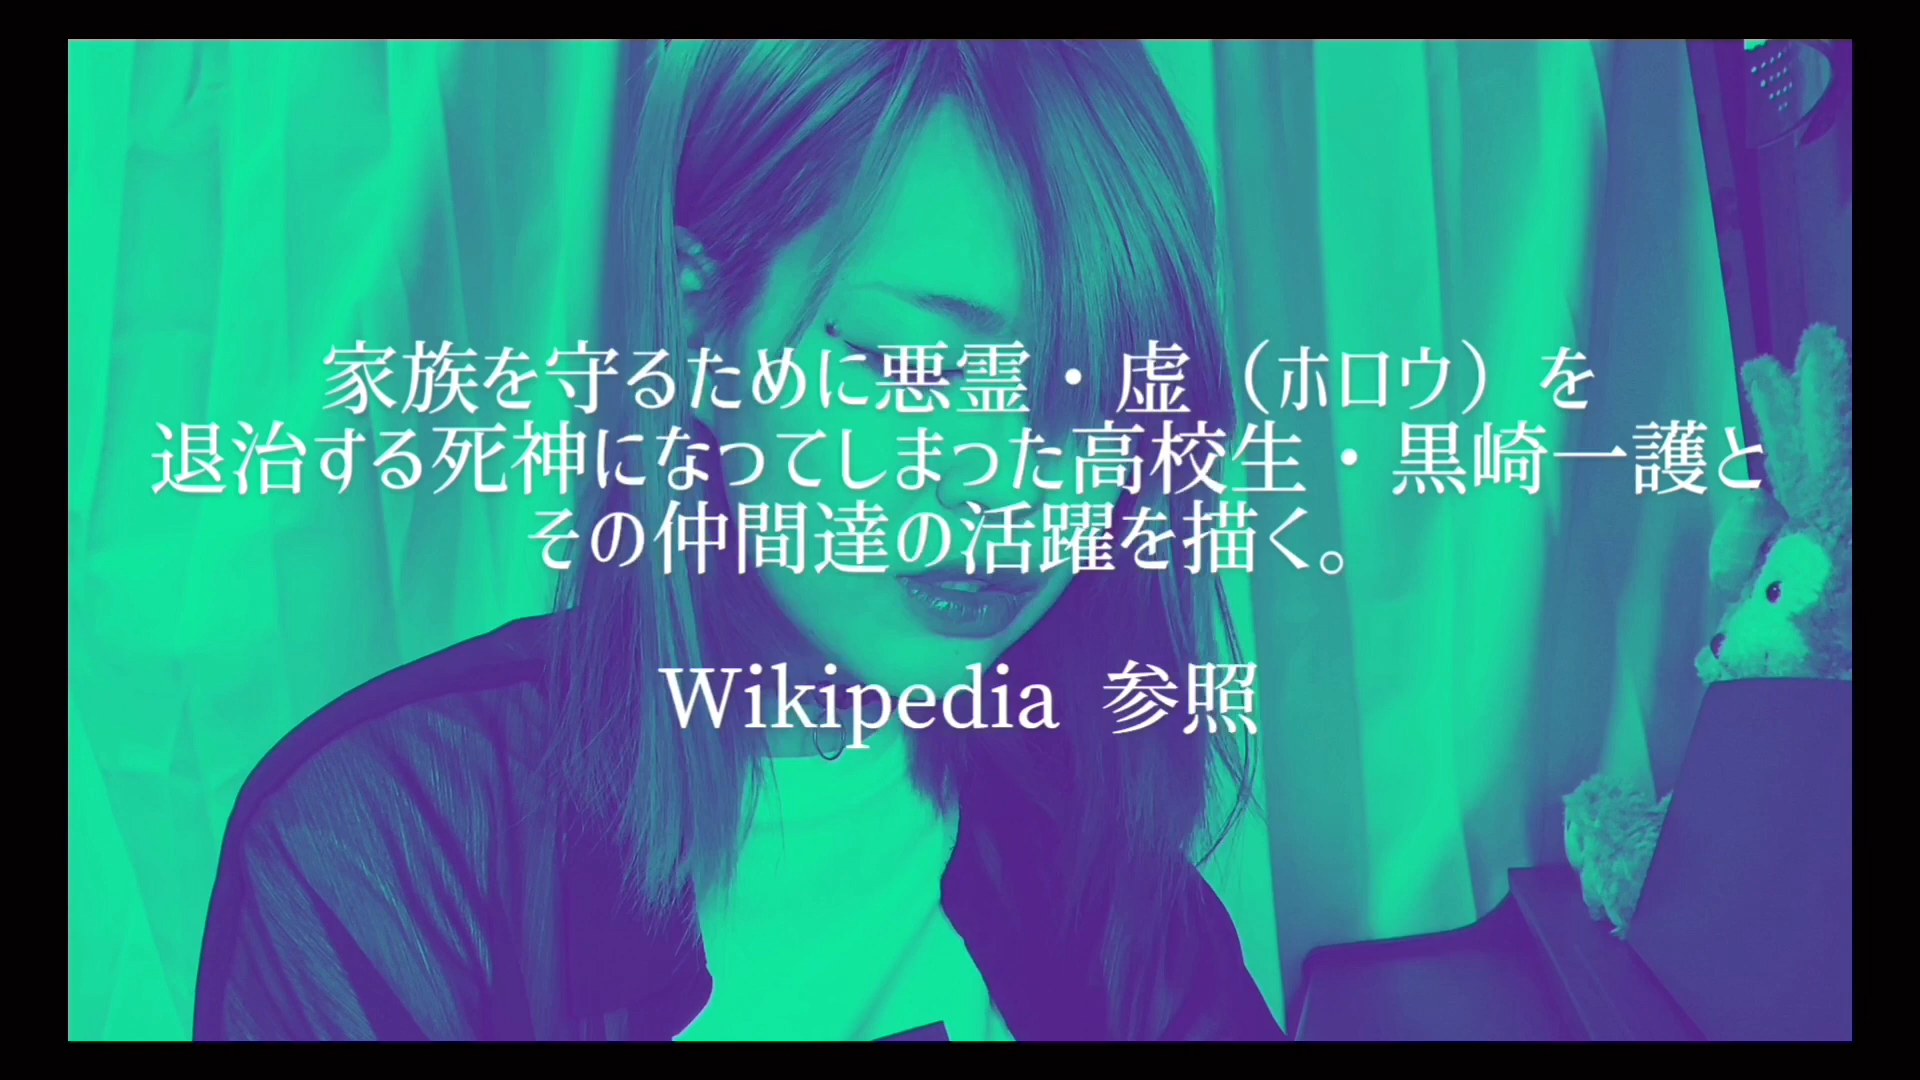 家族を守るために悪霊・虚（ホロウ）を
退治する死神になってしまった高校生・黒崎一護と
その仲間達の活躍を描く。
Wikipedia 参照